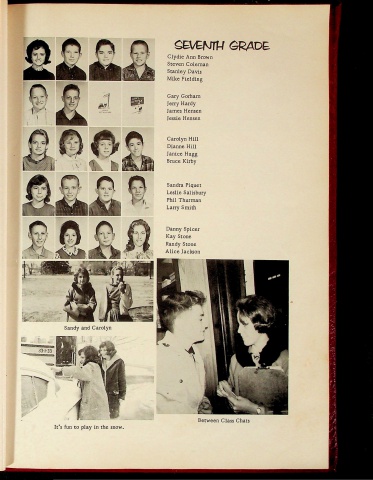 SEVENTH GRADE
Clydie Ann Brown
Steven Coleman
Stanley Davis
Mike Fielding
Gary Gorham
Jerry Hardy
James Hensen
Jessie Hensen
Carolyn Hill
Dianne Hill
Janice Hugg
Bruce Kirby
Sandra Piquet
Leslie Salisbury
Phil Tharman
Larry Smith
Danny Spicer
Kay Stone
Randy Stone
Alice Jackson
Sandy and Carolyn
It's fun to play in the snow.
Between Class Chats